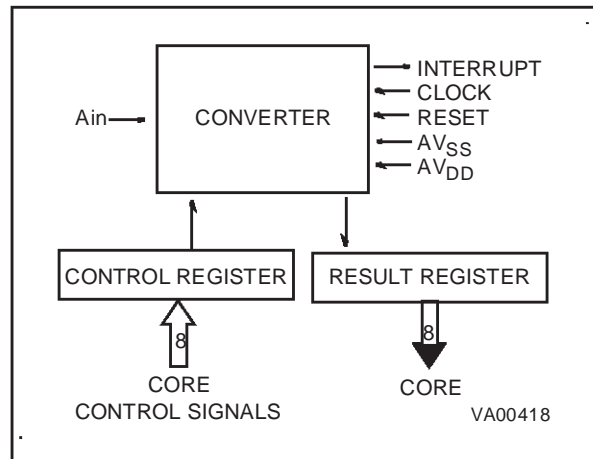 INTERRUPT
CLOCK
Ain
CONVERTER
RESET
AVSS
AVDD
CONTROL REGISTER
RESULT REGISTER
8
8
CORE
CONTROL SIGNALS
CORE
VA00418